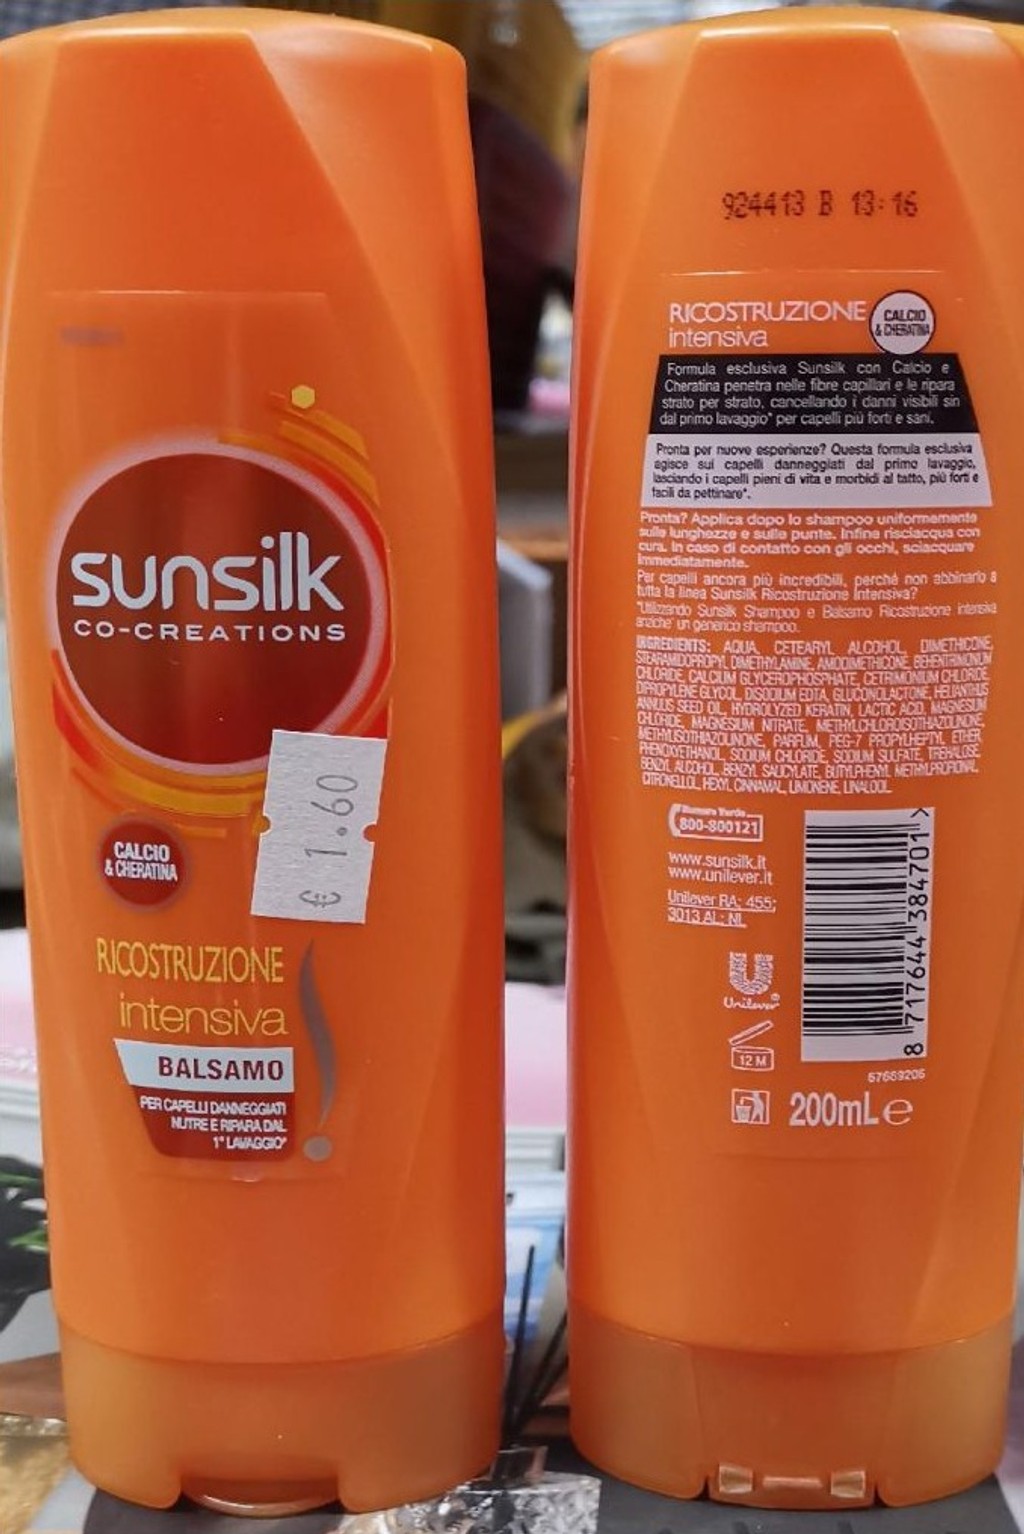 sunsilk
CO-CREATIONS
€ 1.60
CALCIO
& CHERATINA
RICOSTRUZIONE
intensiva
BALSAMO
PER CAPELLI DANNEGGIATI
NUTRE E RIPARA DAL
1° LAVAGGIO*
924413 B 13:16
RICOSTRUZIONE
intensiva
CALCIO
& CHERATINA
Formula esclusiva Sunsilk con Calcio e
Cheratina penetra nelle fibre capillari e le ripara
strato per strato, cancellando i danni visibili sin
dal primo lavaggio* per capelli più forti e sani.
Pronta per nuove esperienze? Questa formula esclusiva
agisce sui capelli danneggiati dal primo lavaggio,
lasciando i capelli pieni di vita e morbidi al tatto, più forti e
facili da pettinare*.
Pronta? Applica dopo lo shampoo uniformemente
sulle lunghezze e sulle punte. Infine risciacqua con
cura. In caso di contatto con gli occhi, sciacquare
immediatamente.
Per capelli ancora più incredibili, perché non abbinarlo a
tutta la linea Sunsilk Ricostruzione Intensiva?
*Utilizzando Sunsilk Shampoo e Balsamo Ricostruzione intensiva
anziche' un generico shampoo.
INGREDIENTS: AQUA, CETEARYL ALCOHOL, DIMETHICONE,
STEARAMIDOPROPYL DIMETHYLAMINE, AMODIMETHICONE, BEHENTRIMONIUM
CHLORIDE, CALCIUM GLYCEROPHOSPHATE, CETRIMONIUM CHLORIDE,
DIPROPYLENE GLYCOL, DISODIUM EDTA, GLUCONOLACTONE, HELIANTHUS
ANNUUS SEED OIL, HYDROLYZED KERATIN, LACTIC ACID, MAGNESIUM
CHLORIDE, MAGNESIUM NITRATE, METHYLCHLOROISOTHIAZOLINONE,
METHYLISOTHIAZOLINONE, PARFUM, PEG-7 PROPYLHEPTYL ETHER,
PHENOXYETHANOL, SODIUM CHLORIDE, SODIUM SULFATE, TREHALOSE,
BENZYL ALCOHOL, BENZYL SALICYLATE, BUTYLPHENYL METHYLPROPIONAL,
CITRONELLOL, HEXYL CINNAMAL, LIMONENE, LINALOOL.
Numero Verde
800-800121
www.sunsilk.it
www.unilever.it
Unilever RA: 455;
3013 AL; NL
Unilever
12 M
8 717644 384701 >
57669206
200mL e